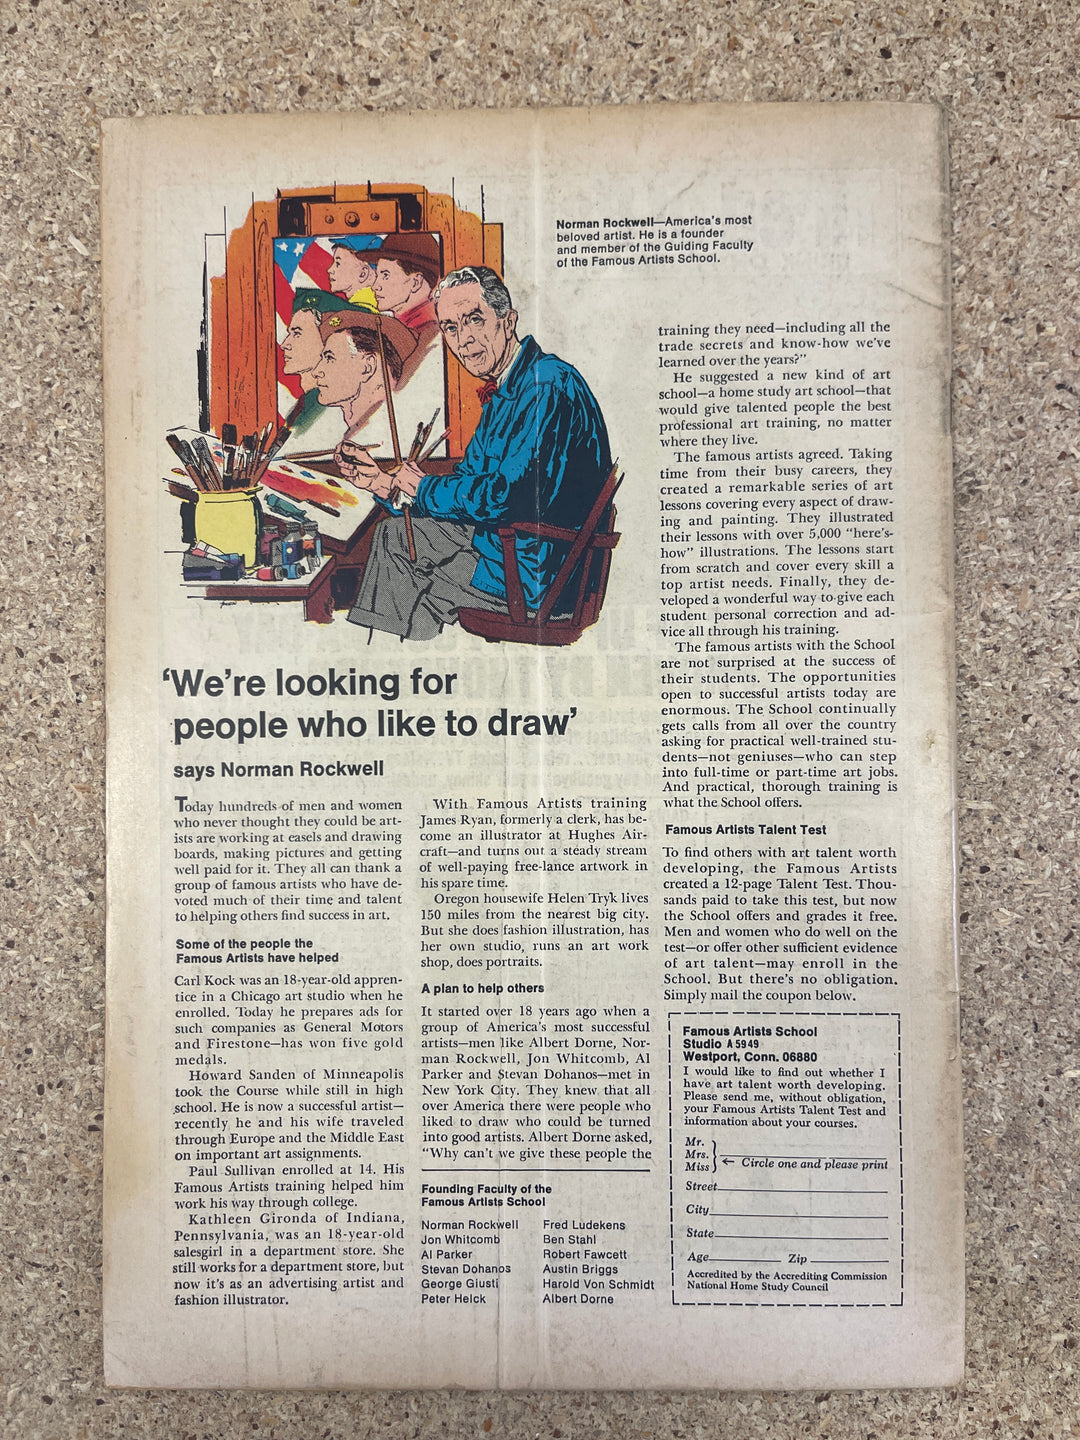 Norman Rockwell—America's most
beloved artist. He is a founder
and member of the Guiding Faculty
of the Famous Artists School.
'We're looking for
people who like to draw'
says Norman Rockwell
Today hundreds of men and women
who never thought they could be art-
ists are working at easels and drawing
boards, making pictures and getting
well paid for it. They all can thank a
group of famous artists who have de-
voted much of their time and talent
to helping others find success in art.
Some of the people the
Famous Artists have helped
Carl Kock was an 18-year-old appren-
tice in a Chicago art studio when he
enrolled. Today he prepares ads for
such companies as General Motors
and Firestone—has won five gold
medals.
Howard Sanden of Minneapolis
took the Course while still in high
school. He is now a successful artist—
recently he and his wife traveled
through Europe and the Middle East
on important art assignments.
Paul Sullivan enrolled at 14. His
Famous Artists training helped him
work his way through college.
Kathleen Gironda of Indiana,
Pennsylvania, was an 18-year-old
salesgirl in a department store. She
still works for a department store, but
now it's as an advertising artist and
fashion illustrator.
With Famous Artists training
James Ryan, formerly a clerk, has be-
come an illustrator at Hughes Air-
craft—and turns out a steady stream
of well-paying free-lance artwork in
his spare time.
Oregon housewife Helen Tryk lives
150 miles from the nearest big city.
But she does fashion illustration, has
her own studio, runs an art work
shop, does portraits.
A plan to help others
It started over 18 years ago when a
group of America's most successful
artists—men like Albert Dorne, Nor-
man Rockwell, Jon Whitcomb, Al
Parker and Stevan Dohanos—met in
New York City. They knew that all
over America there were people who
liked to draw who could be turned
into good artists. Albert Dorne asked,
"Why can't we give these people the
training they need—including all the
trade secrets and know-how we've
learned over the years?"
He suggested a new kind of art
school—a home study art school—that
would give talented people the best
professional art training, no matter
where they live.
The famous artists agreed. Taking
time from their busy careers, they
created a remarkable series of art
lessons covering every aspect of draw-
ing and painting. They illustrated
their lessons with over 5,000 "here's-
how" illustrations. The lessons start
from scratch and cover every skill a
top artist needs. Finally, they de-
veloped a wonderful way to give each
student personal correction and ad-
vice all through his training.
The famous artists with the School
are not surprised at the success of
their students. The opportunities
open to successful artists today are
enormous. The School continually
gets calls from all over the country
asking for practical well-trained stu-
dents—not geniuses—who can step
into full-time or part-time art jobs.
And practical, thorough training is
what the School offers.
Famous Artists Talent Test
To find others with art talent worth
developing, the Famous Artists
created a 12-page Talent Test. Thou-
sands paid to take this test, but now
the School offers and grades it free.
Men and women who do well on the
test—or offer other sufficient evidence
of art talent—may enroll in the
School. But there's no obligation.
Simply mail the coupon below.
Founding Faculty of the
Famous Artists School
Norman Rockwell
Jon Whitcomb
Al Parker
Stevan Dohanos
George Giusti
Peter Helck
Fred Ludekens
Ben Stahl
Robert Fawcett
Austin Briggs
Harold Von Schmidt
Albert Dorne
Famous Artists School
Studio A5949
Westport, Conn. 06880
I would like to find out whether I
have art talent worth developing.
Please send me, without obligation,
your Famous Artists Talent Test and
information about your courses.
Mr.
Mrs.
Miss ← Circle one and please print
Street
City
State
Age Zip
Accredited by the Accrediting Commission
National Home Study Council